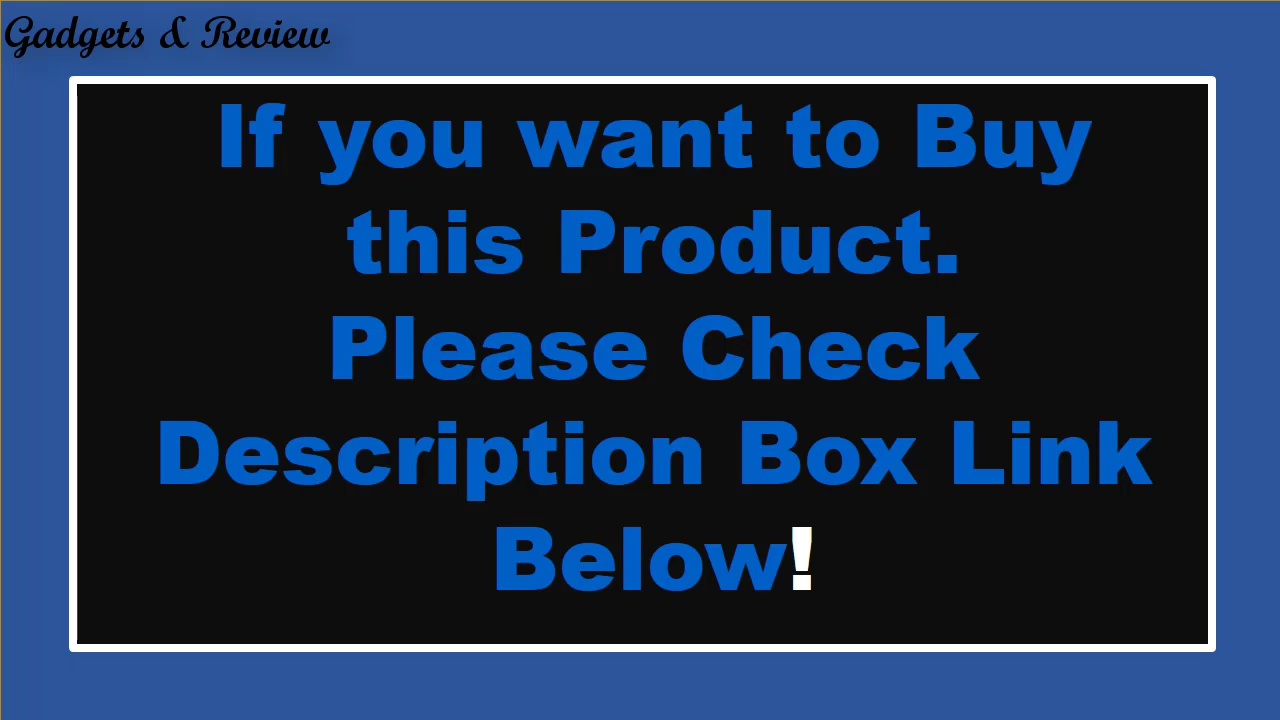 Gadgets & Review
If you want to Buy
this Product.
Please Check
Description Box Link
Below!